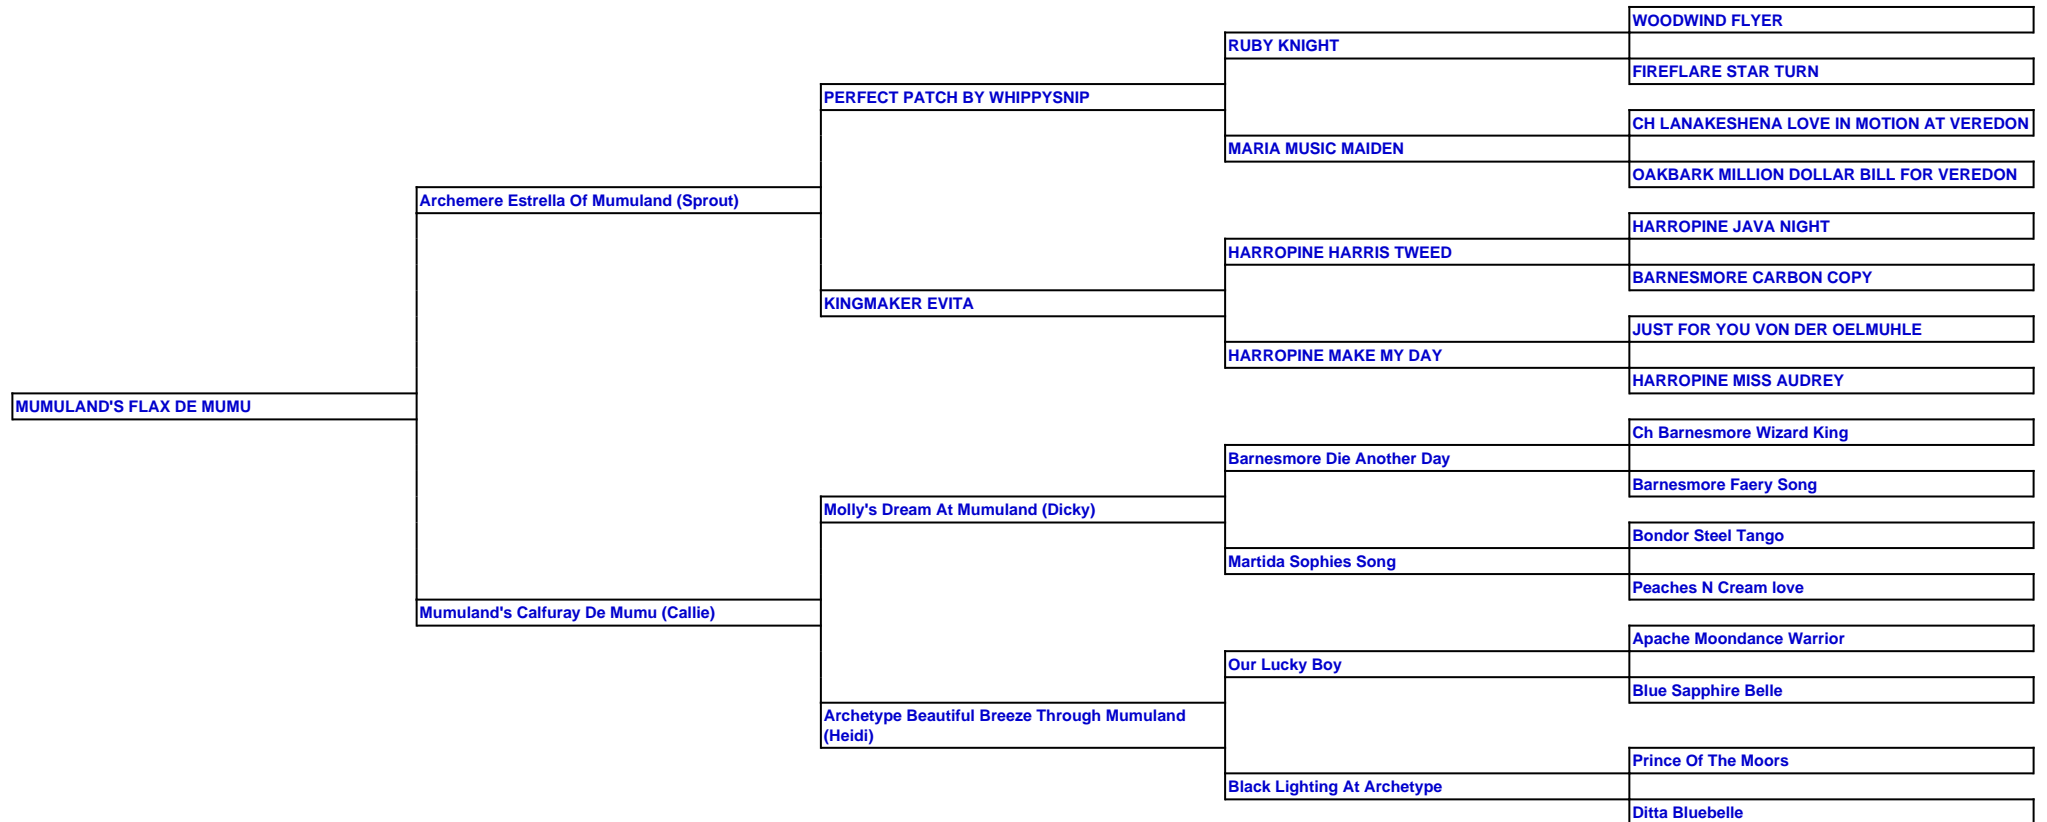 WOODWIND FLYER
RUBY KNIGHT
FIREFLARE STAR TURN
PERFECT PATCH BY WHIPPYSNIP
CH LANAKESHENA LOVE IN MOTION AT VEREDON
MARIA MUSIC MAIDEN
OAKBARK MILLION DOLLAR BILL FOR VEREDON
Archemere Estrella Of Mumuland (Sprout)
HARROPINE JAVA NIGHT
HARROPINE HARRIS TWEED
BARNESMORE CARBON COPY
KINGMAKER EVITA
JUST FOR YOU VON DER OELMUHLE
HARROPINE MAKE MY DAY
HARROPINE MISS AUDREY
MUMULAND'S FLAX DE MUMU
Ch Barnesmore Wizard King
Barnesmore Die Another Day
Barnesmore Faery Song
Molly's Dream At Mumuland (Dicky)
Bondor Steel Tango
Martida Sophies Song
Peaches N Cream love
Mumuland's Calfuray De Mumu (Callie)
Apache Moondance Warrior
Our Lucky Boy
Blue Sapphire Belle
Archetype Beautiful Breeze Through Mumuland
(Heidi)
Prince Of The Moors
Black Lighting At Archetype
Ditta Bluebelle